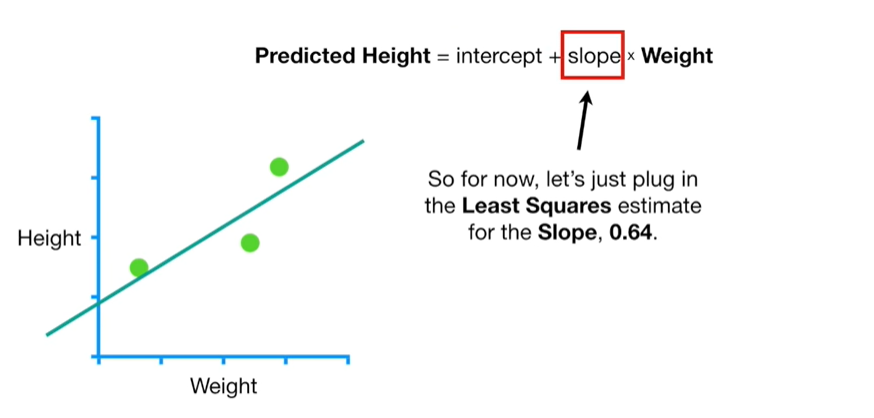 Predicted Height = intercept + slope × Weight
So for now, let's just plug in
the Least Squares estimate
for the Slope, 0.64.
Height
Weight